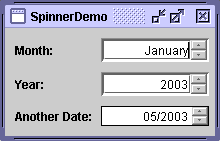 SpinnerDemo
Month: January
Year: 2003
Another Date: 05/2003